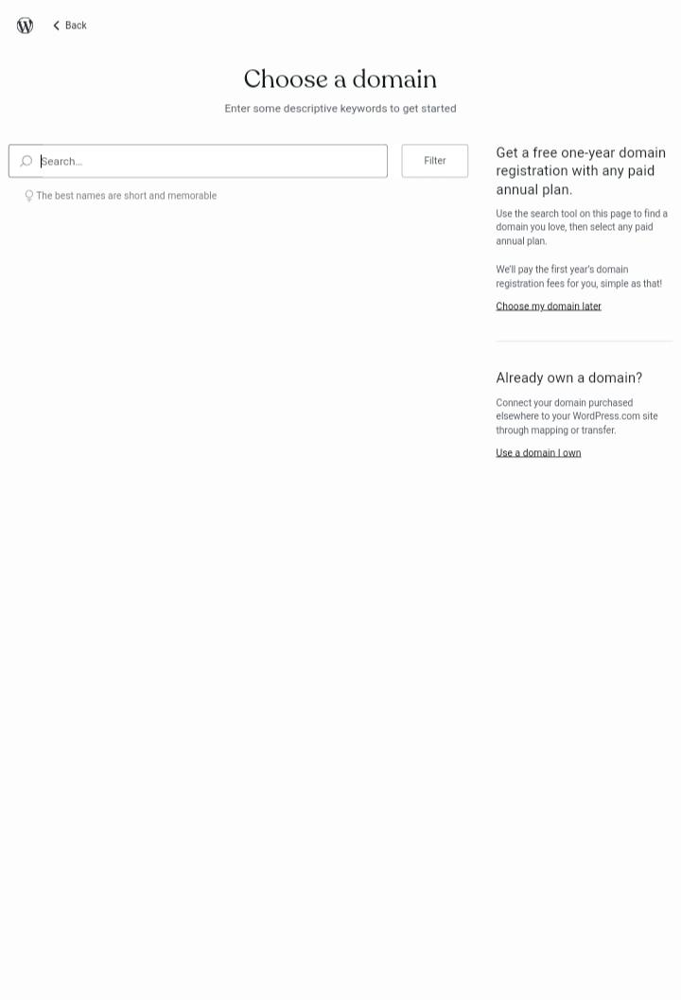 Back
Choose a domain
Enter some descriptive keywords to get started
Search...
Filter
The best names are short and memorable
Get a free one-year domain
registration with any paid
annual plan.
Use the search tool on this page to find a
domain you love, then select any paid
annual plan.
We'll pay the first year's domain
registration fees for you, simple as that!
Choose my domain later
Already own a domain?
Connect your domain purchased
elsewhere to your WordPress.com site
through mapping or transfer.
Use a domain I own